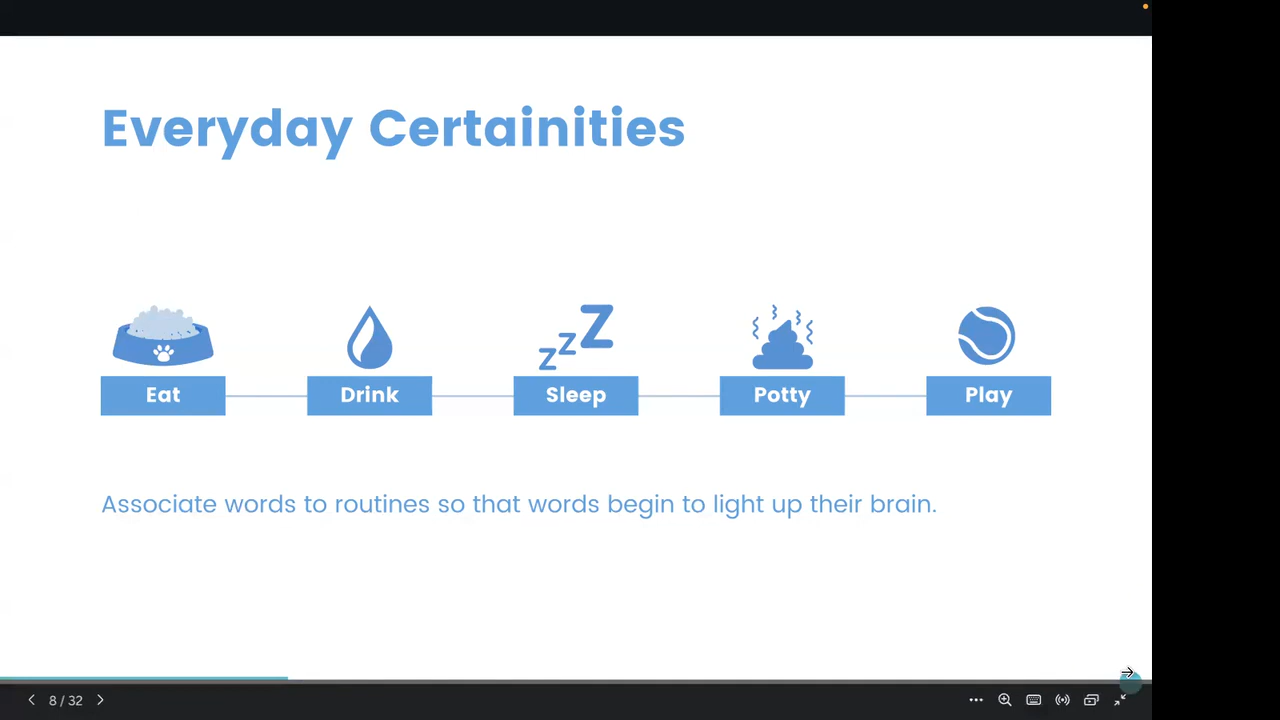 Everyday Certainities
z z Z
Eat Drink Sleep Potty Play
Associate words to routines so that words begin to light up their brain.
8 / 32